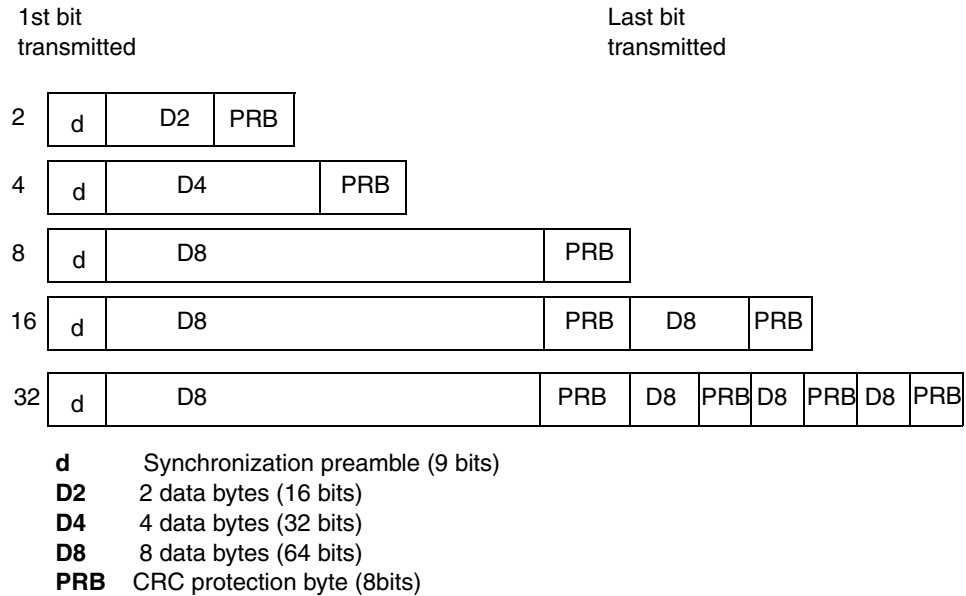 1st bit transmitted
Last bit transmitted
2 d D2 PRB
4 d D4 PRB
8 d D8 PRB
16 d D8 PRB D8 PRB
32 d D8 PRB D8 PRB D8 PRB D8 PRB
d Synchronization preamble (9 bits)
D2 2 data bytes (16 bits)
D4 4 data bytes (32 bits)
D8 8 data bytes (64 bits)
PRB CRC protection byte (8bits)